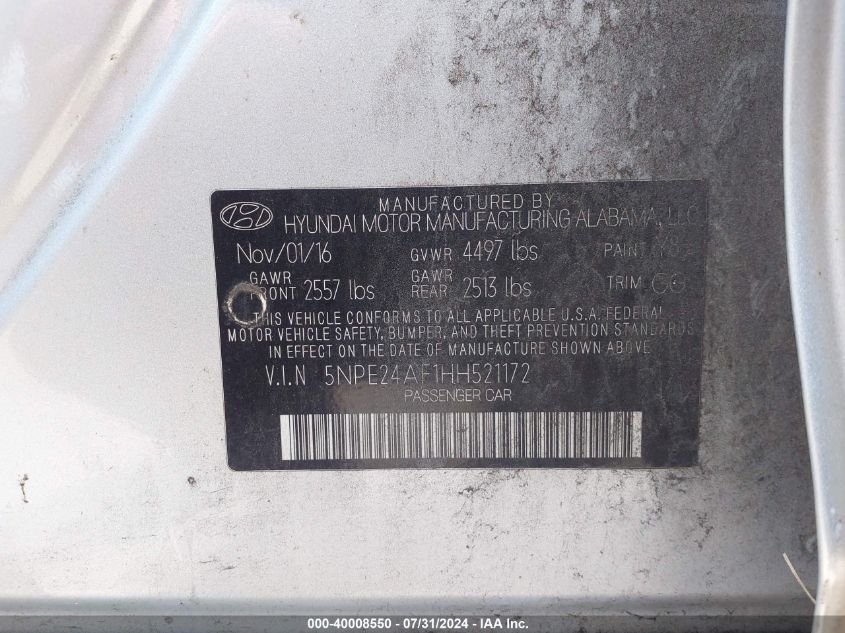 MANUFACTURED BY
HYUNDAI MOTOR MANUFACTURING ALABAMA, LLC
Nov/01/16 GVWR 4497 lbs PAINT
GAWR FRONT 2557 lbs GAWR REAR 2513 lbs TRIM GG
THIS VEHICLE CONFORMS TO ALL APPLICABLE U.S.A. FEDERAL
MOTOR VEHICLE SAFETY, BUMPER, AND THEFT PREVENTION STANDARDS
IN EFFECT ON THE DATE OF MANUFACTURE SHOWN ABOVE.
V.I.N 5NPE24AF1HH521172
PASSENGER CAR
000-40008550 - 07/31/2024 - IAA Inc.